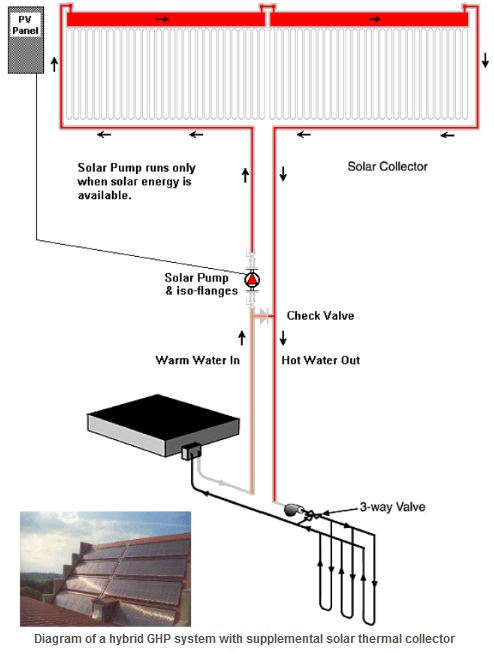 PV
Panel
Solar Pump runs only
when solar energy is
available.
Solar Collector
Solar Pump
& iso-flanges
Check Valve
Warm Water In
Hot Water Out
3-way Valve
Diagram of a hybrid GHP system with supplemental solar thermal collector